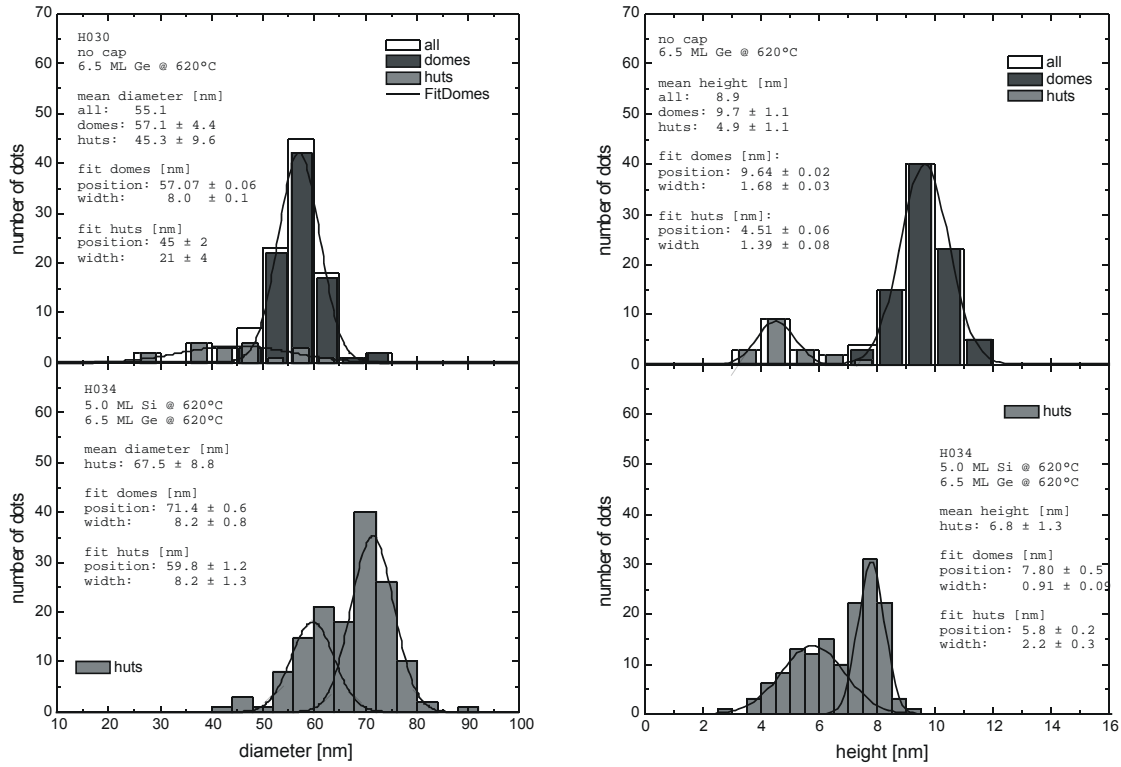 70
60
50
40
30
20
10
0
number of dots
H030
no cap
6.5 ML Ge @ 620°C
mean diameter [nm]
all: 55.1
domes: 57.1 ± 4.4
huts: 45.3 ± 9.6
fit domes [nm]
position: 57.07 ± 0.06
width: 8.0 ± 0.1
fit huts [nm]
position: 45 ± 2
width: 21 ± 4
all
domes
huts
FitDomes
70
60
50
40
30
20
10
0
number of dots
no cap
6.5 ML Ge @ 620°C
mean height [nm]
all: 8.9
domes: 9.7 ± 1.1
huts: 4.9 ± 1.1
fit domes [nm]:
position: 9.64 ± 0.02
width: 1.68 ± 0.03
fit huts [nm]:
position: 4.51 ± 0.06
width 1.39 ± 0.08
all
domes
huts
60
50
40
30
20
10
0
number of dots
H034
5.0 ML Si @ 620°C
6.5 ML Ge @ 620°C
mean diameter [nm]
huts: 67.5 ± 8.8
fit domes [nm]
position: 71.4 ± 0.6
width: 8.2 ± 0.8
fit huts [nm]
position: 59.8 ± 1.2
width: 8.2 ± 1.3
huts
10 20 30 40 50 60 70 80 90 100
diameter [nm]
60
50
40
30
20
10
0
number of dots
huts
H034
5.0 ML Si @ 620°C
6.5 ML Ge @ 620°C
mean height [nm]
huts: 6.8 ± 1.3
fit domes [nm]
position: 7.80 ± 0.5
width: 0.91 ± 0.09
fit huts [nm]
position: 5.8 ± 0.2
width: 2.2 ± 0.3
0 2 4 6 8 10 12 14 16
height [nm]